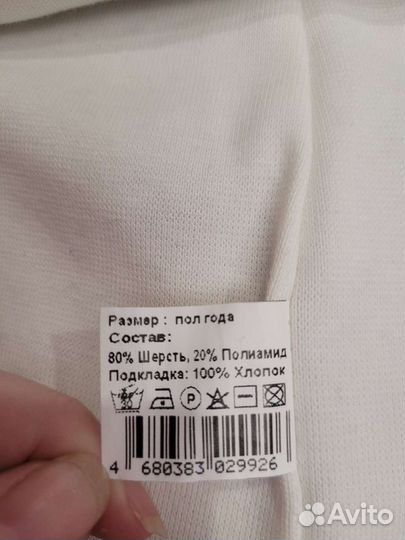 Размер : пол года
Состав:
80% Шерсть, 20% Полиамид
Подкладка: 100% Хлопок
P
4 680383 029926
Avito